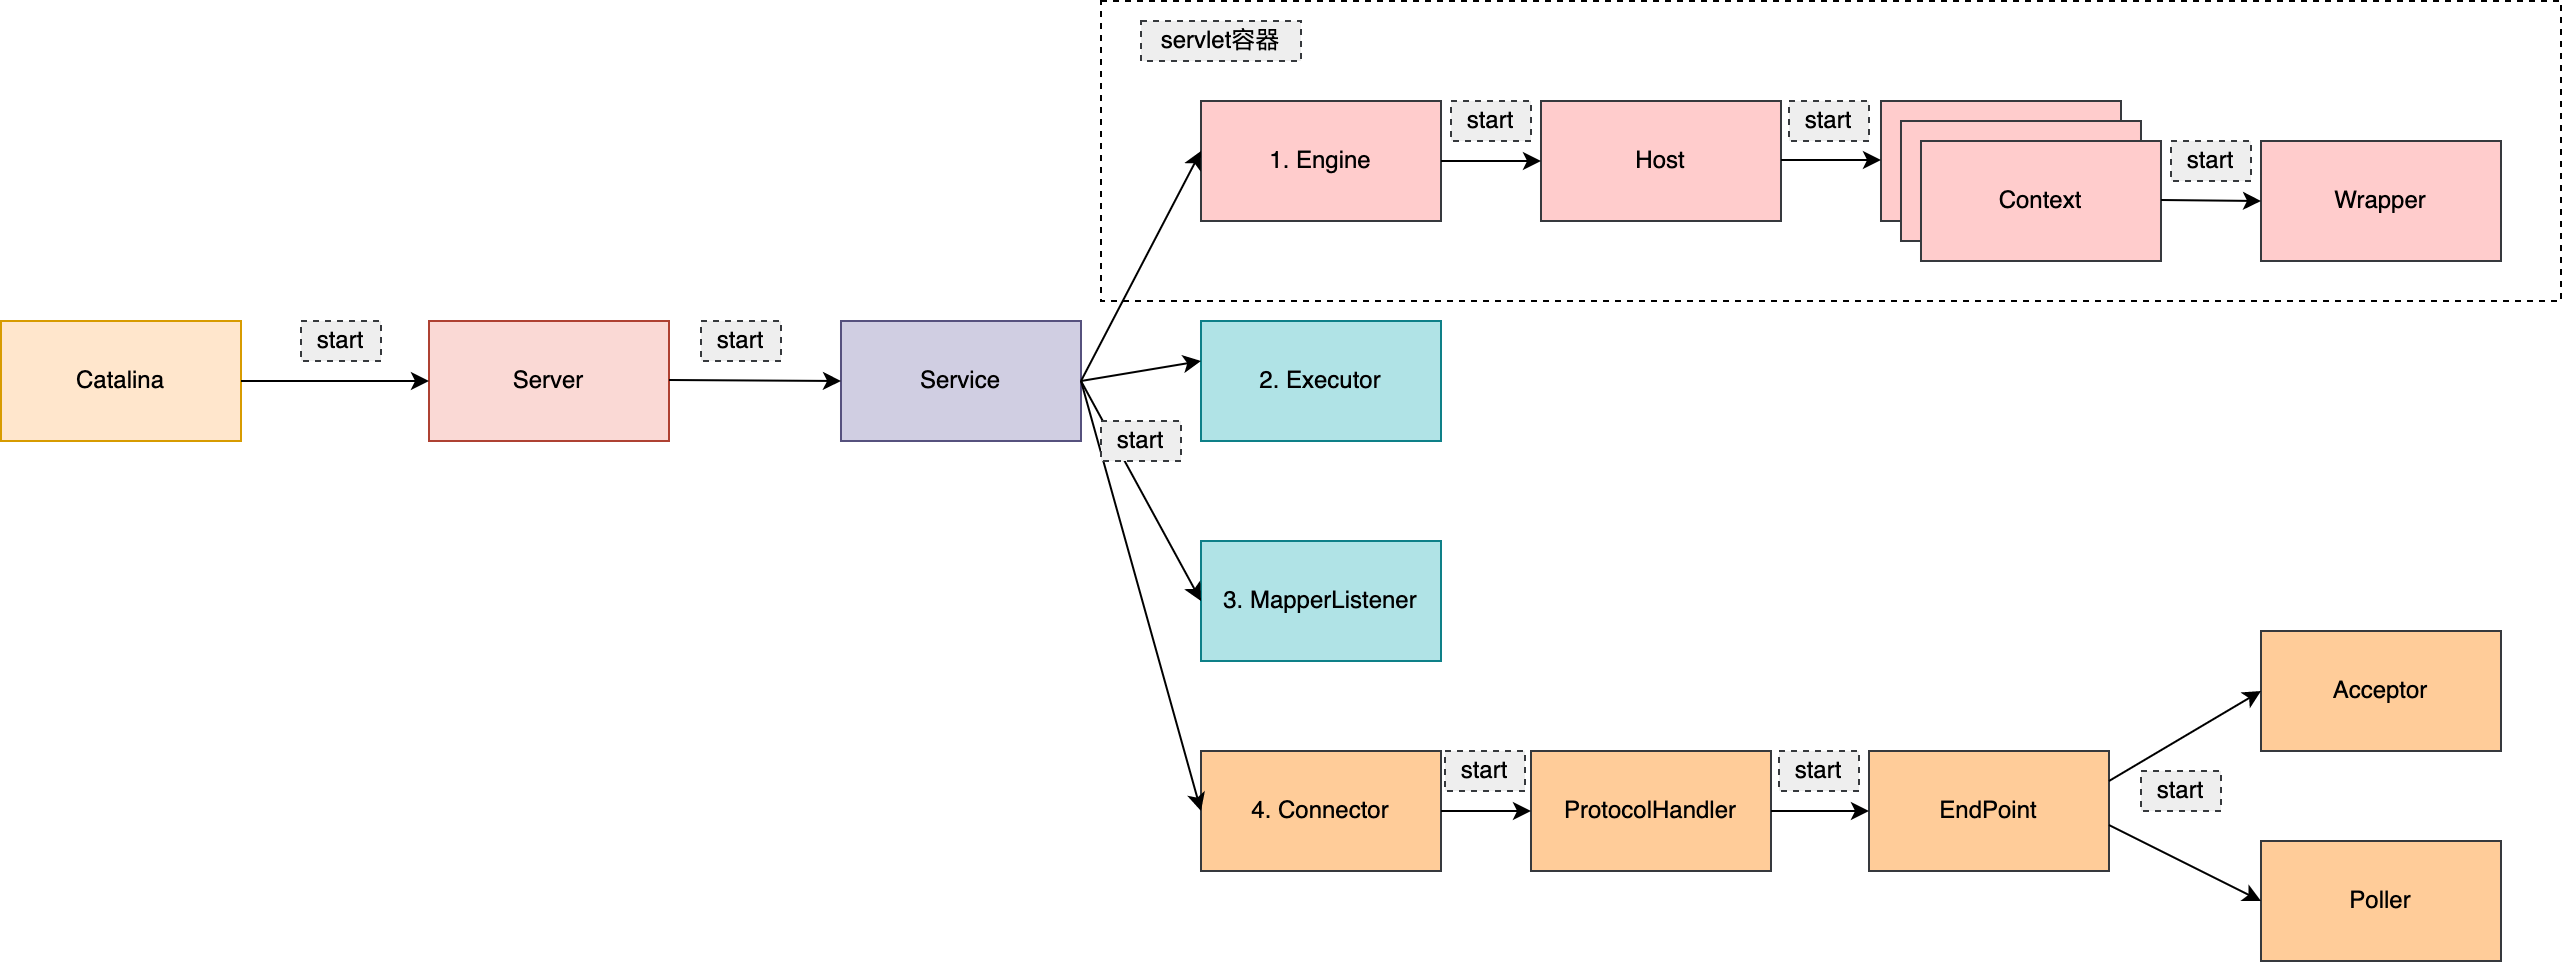 servlet容器
1. Engine
start
Host
start
Context
start
Wrapper
Catalina
start
Server
start
Service
2. Executor
start
3. MapperListener
4. Connector
start
ProtocolHandler
start
EndPoint
start
Acceptor
Poller